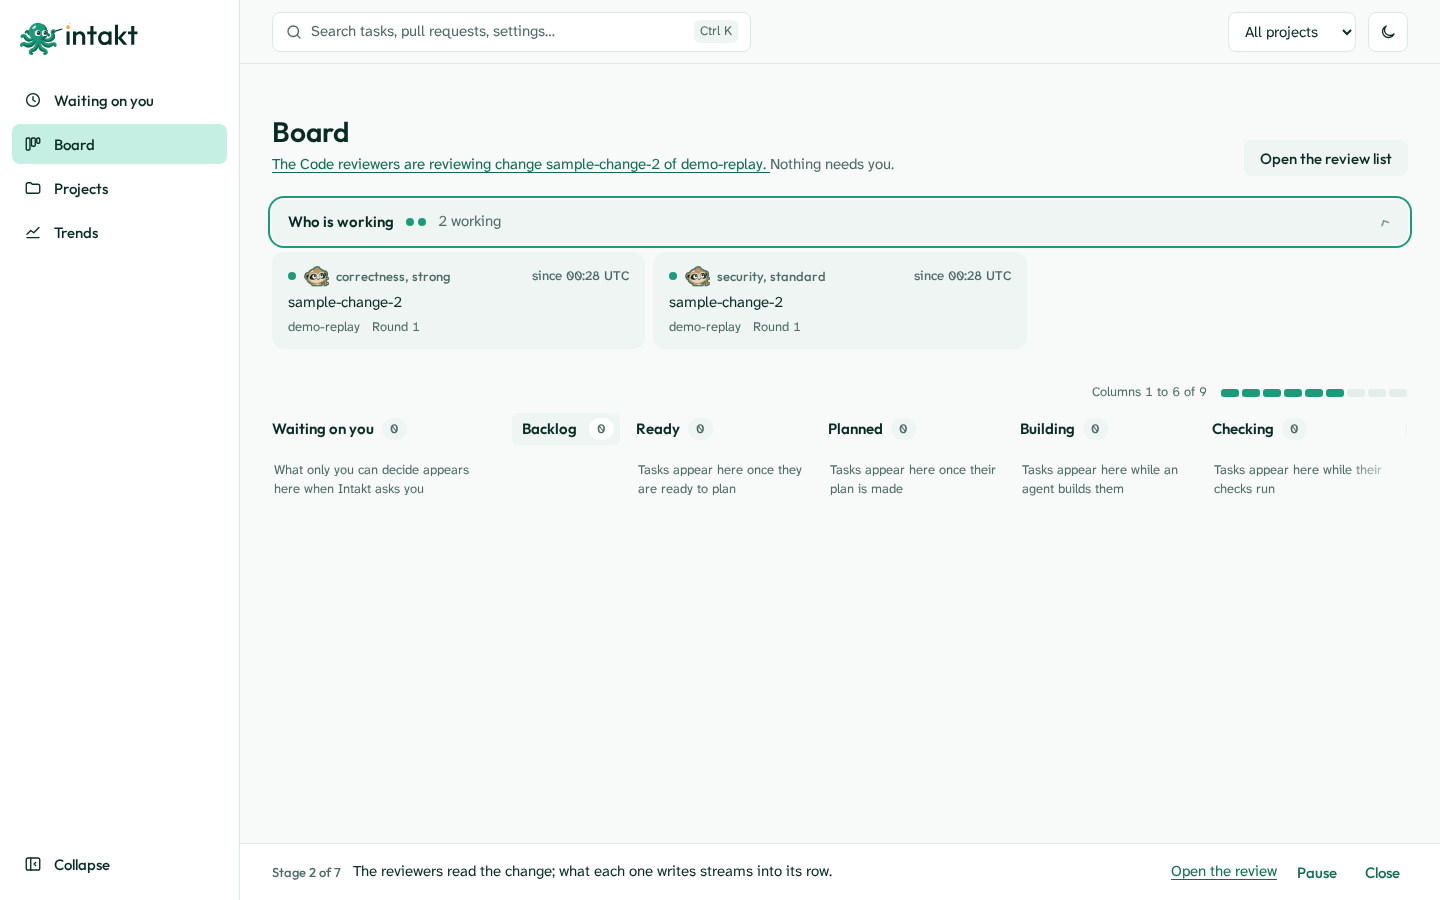 intakt
Search tasks, pull requests, settings...
Ctrl K
All projects
Waiting on you
Board
Projects
Trends
Board
The Code reviewers are reviewing change sample-change-2 of demo-replay. Nothing needs you.
Open the review list
Who is working
2 working
correctness, strong
since 00:28 UTC
sample-change-2
demo-replay Round 1
security, standard
since 00:28 UTC
sample-change-2
demo-replay Round 1
Columns 1 to 6 of 9
Waiting on you 0
What only you can decide appears
here when Intakt asks you
Backlog 0
Ready 0
Tasks appear here once they
are ready to plan
Planned 0
Tasks appear here once their
plan is made
Building 0
Tasks appear here while an
agent builds them
Checking 0
Tasks appear here while their
checks run
Collapse
Stage 2 of 7
The reviewers read the change; what each one writes streams into its row.
Open the review
Pause
Close